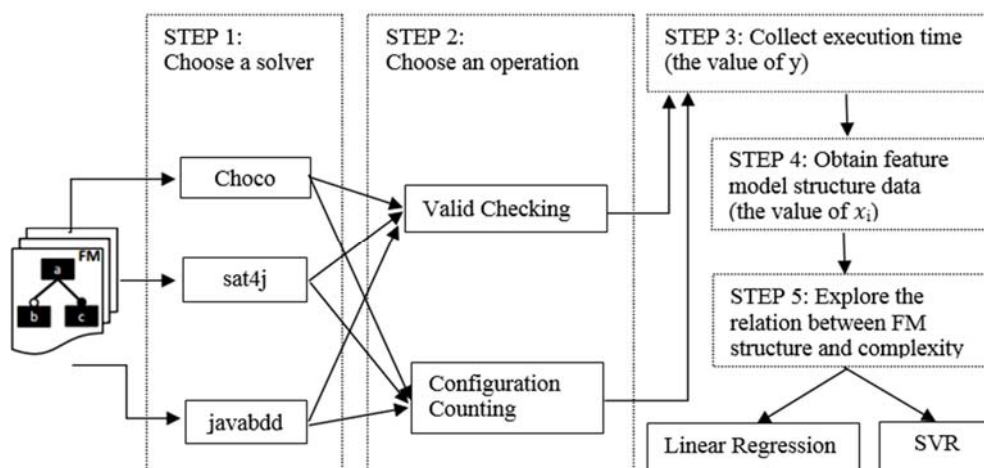 STEP 1:
Choose a solver
STEP 2:
Choose an operation
STEP 3: Collect execution time
(the value of y)
STEP 4: Obtain feature
model structure data
(the value of xi)
STEP 5: Explore the
relation between FM
structure and complexity
Choco
sat4j
javabdd
Valid Checking
Configuration
Counting
FM
a
b
c
Linear Regression
SVR